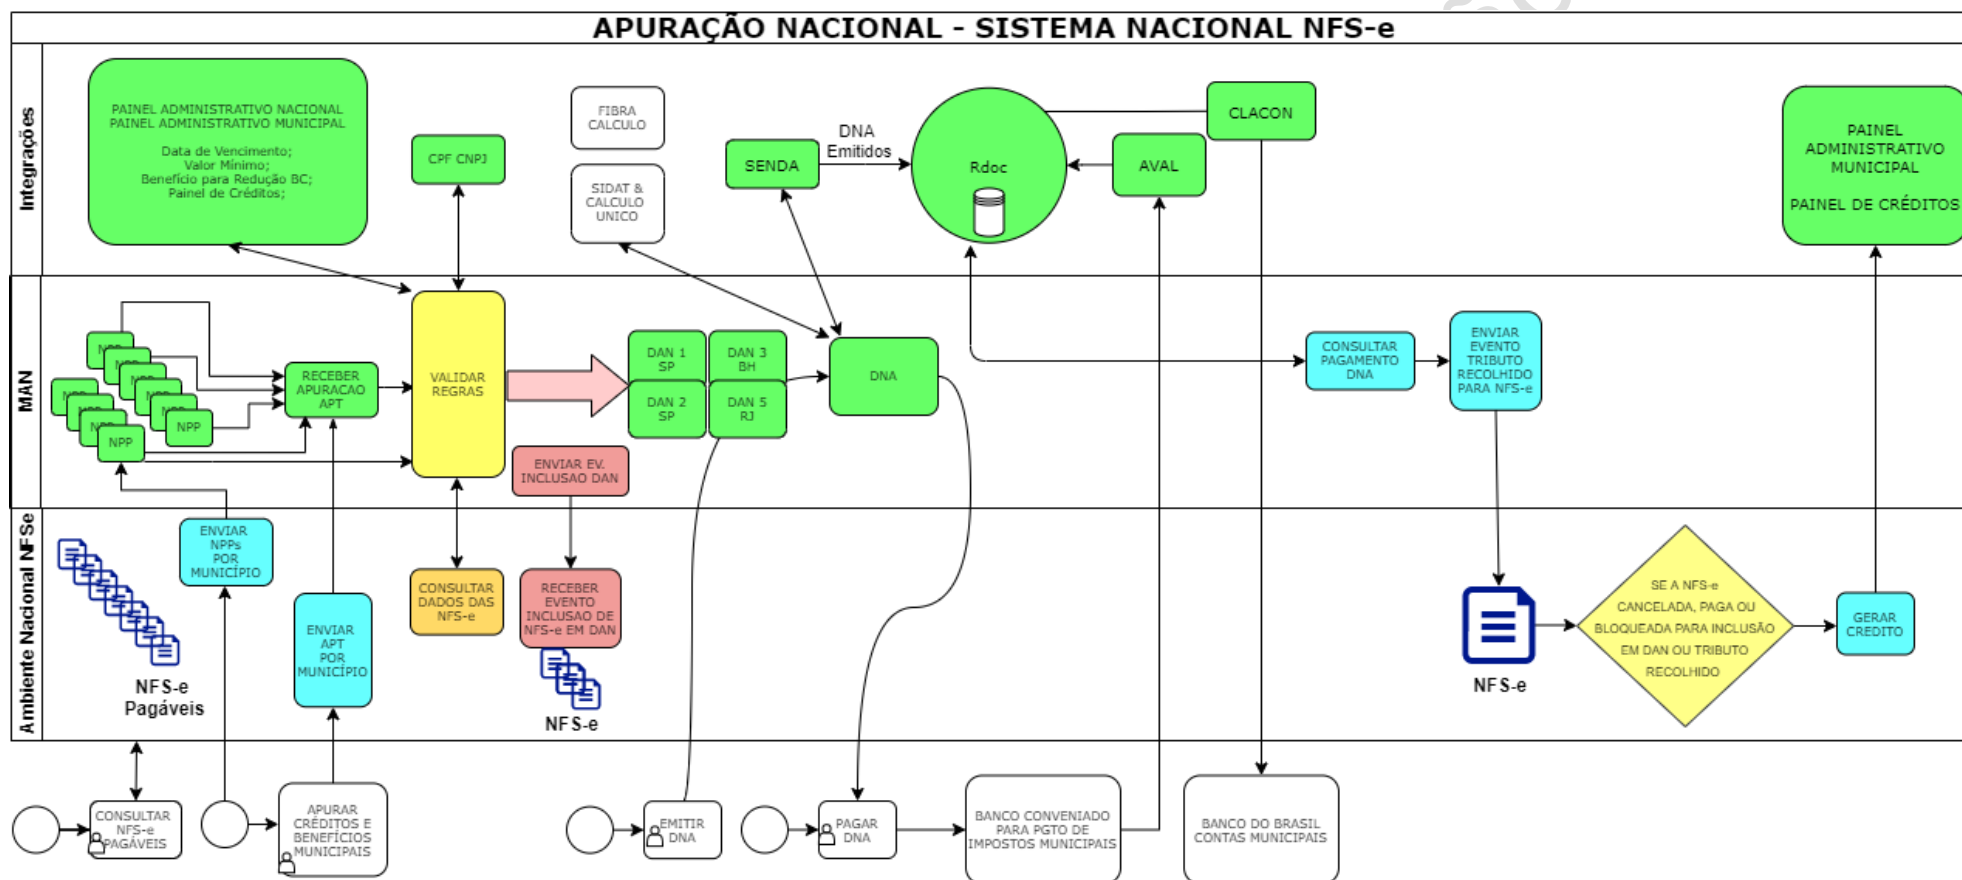 APURAÇÃO NACIONAL - SISTEMA NACIONAL NFS-e
Integrações
PAINEL ADMINISTRATIVO NACIONAL
PAINEL ADMINISTRATIVO MUNICIPAL
Data de Vencimento;
Valor Mínimo;
Benefício para Redução BC;
Painel de Créditos;
CPF CNPJ
FIBRA
CALCULO
SIDAT &
CALCULO
UNICO
SENDA
DNA
Emitidos
Rdoc
AVAL
CLACON
PAINEL
ADMINISTRATIVO
MUNICIPAL
PAINEL DE CRÉDITOS
MAN
NPP
NPP
RECEBER
APURACAO
APT
VALIDAR
REGRAS
DAN 1
SP
DAN 3
BH
DAN 2
SP
DAN 5
RJ
DNA
ENVIAR EV.
INCLUSAO DAN
CONSULTAR
PAGAMENTO
DNA
ENVIAR
EVENTO
TRIBUTO
RECOLHIDO
PARA NFS-e
Ambiente Nacional NFSe
NFS-e
Pagáveis
ENVIAR
NPPs
POR
MUNICÍPIO
ENVIAR
APT
POR
MUNICÍPIO
CONSULTAR
DADOS DAS
NFS-e
RECEBER
EVENTO
INCLUSAO DE
NFS-e EM DAN
NFS-e
NFS-e
SE A NFS-e
CANCELADA, PAGA OU
BLOQUEADA PARA INCLUSÃO
EM DAN OU TRIBUTO
RECOLHIDO
GERAR
CREDITO
CONSULTAR
NFS-e
PAGÁVEIS
APURAR
CRÉDITOS E
BENEFÍCIOS
MUNICIPAIS
EMITIR
DNA
PAGAR
DNA
BANCO CONVENIADO
PARA PGTO DE
IMPOSTOS MUNICIPAIS
BANCO DO BRASIL
CONTAS MUNICIPAIS